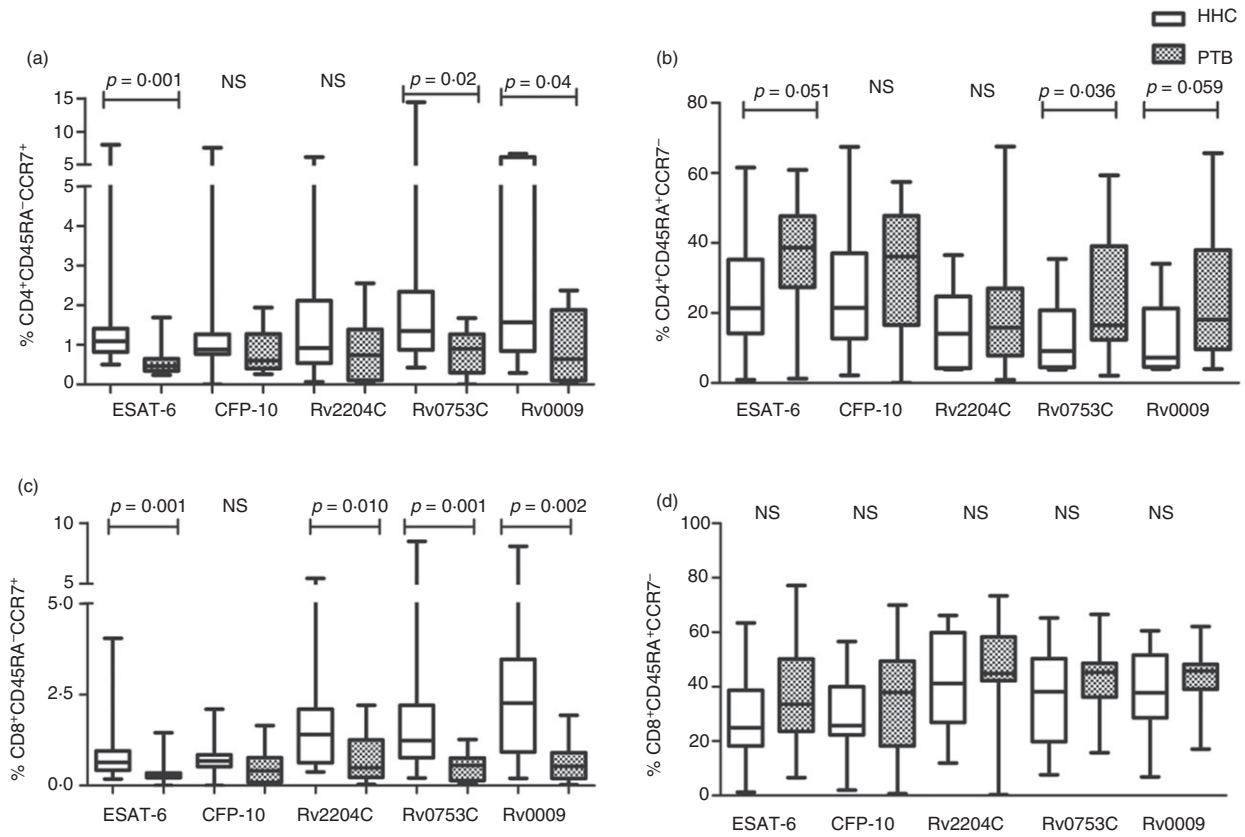 HHC
PTB
(a)
p = 0·001
NS
NS
p = 0·02
p = 0·04
15
10
5
5
4
3
2
1
0
% CD4⁺CD45RA⁻CCR7⁺
ESAT-6 CFP-10 Rv2204C Rv0753C Rv0009
(b)
p = 0·051
NS
NS
p = 0·036
p = 0·059
80
60
40
20
0
% CD4⁺CD45RA⁺CCR7⁻
ESAT-6 CFP-10 Rv2204C Rv0753C Rv0009
(c)
p = 0·001
NS
p = 0·010
p = 0·001
p = 0·002
10
5
5·0
2·5
0·0
% CD8⁺CD45RA⁻CCR7⁺
ESAT-6 CFP-10 Rv2204C Rv0753C Rv0009
(d)
NS
NS
NS
NS
NS
100
80
60
40
20
0
% CD8⁺CD45RA⁺CCR7⁻
ESAT-6 CFP-10 Rv2204C Rv0753C Rv0009